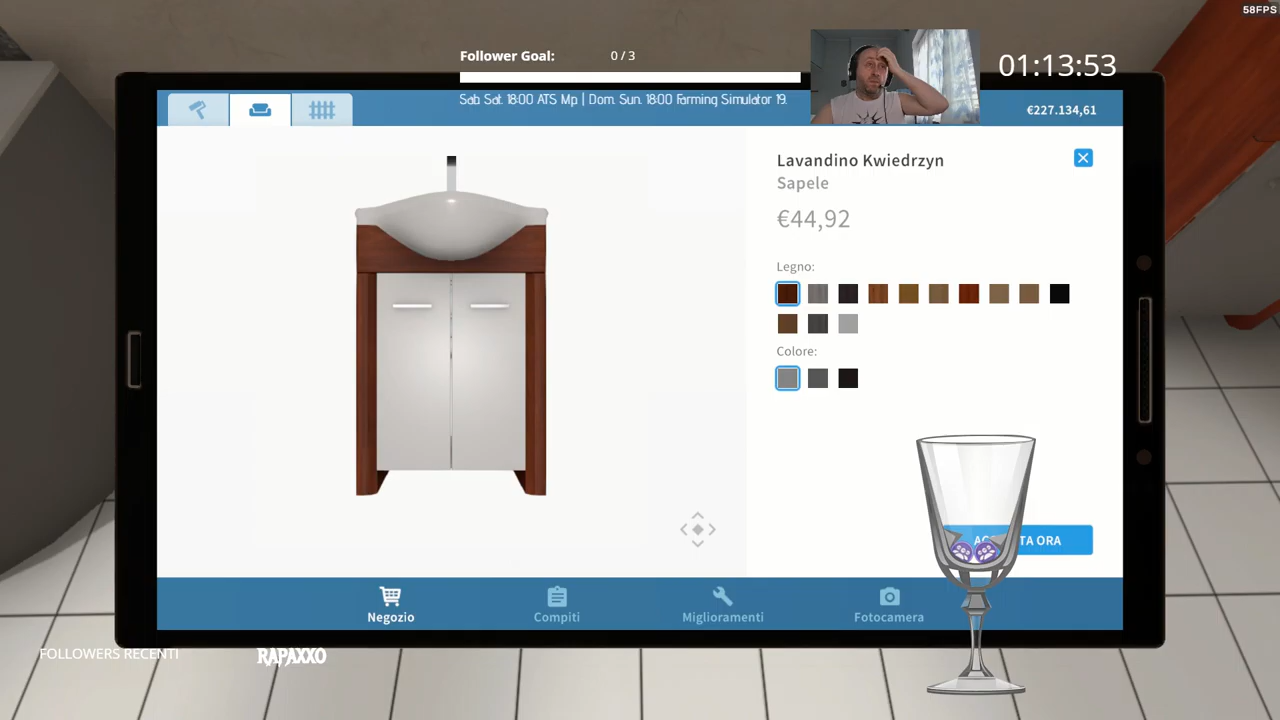 58FPS
Follower Goal: 0 / 3
01:13:53
Sab. Sat. 18:00 ATS Mp | Dom. Sun. 18:00 Farming Simulator 19.
€227.134,61
Lavandino Kwiedrzyn
Sapele
€44,92
Legno:
Colore:
TA ORA
Negozio
Compiti
Miglioramenti
Fotocamera
FOLLOWERS RECENTI
RAPAXXO